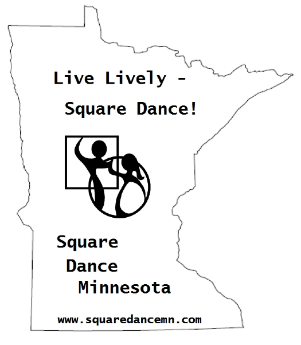 Live Lively -
Square Dance!
Square
Dance
Minnesota
www.squaredancemn.com